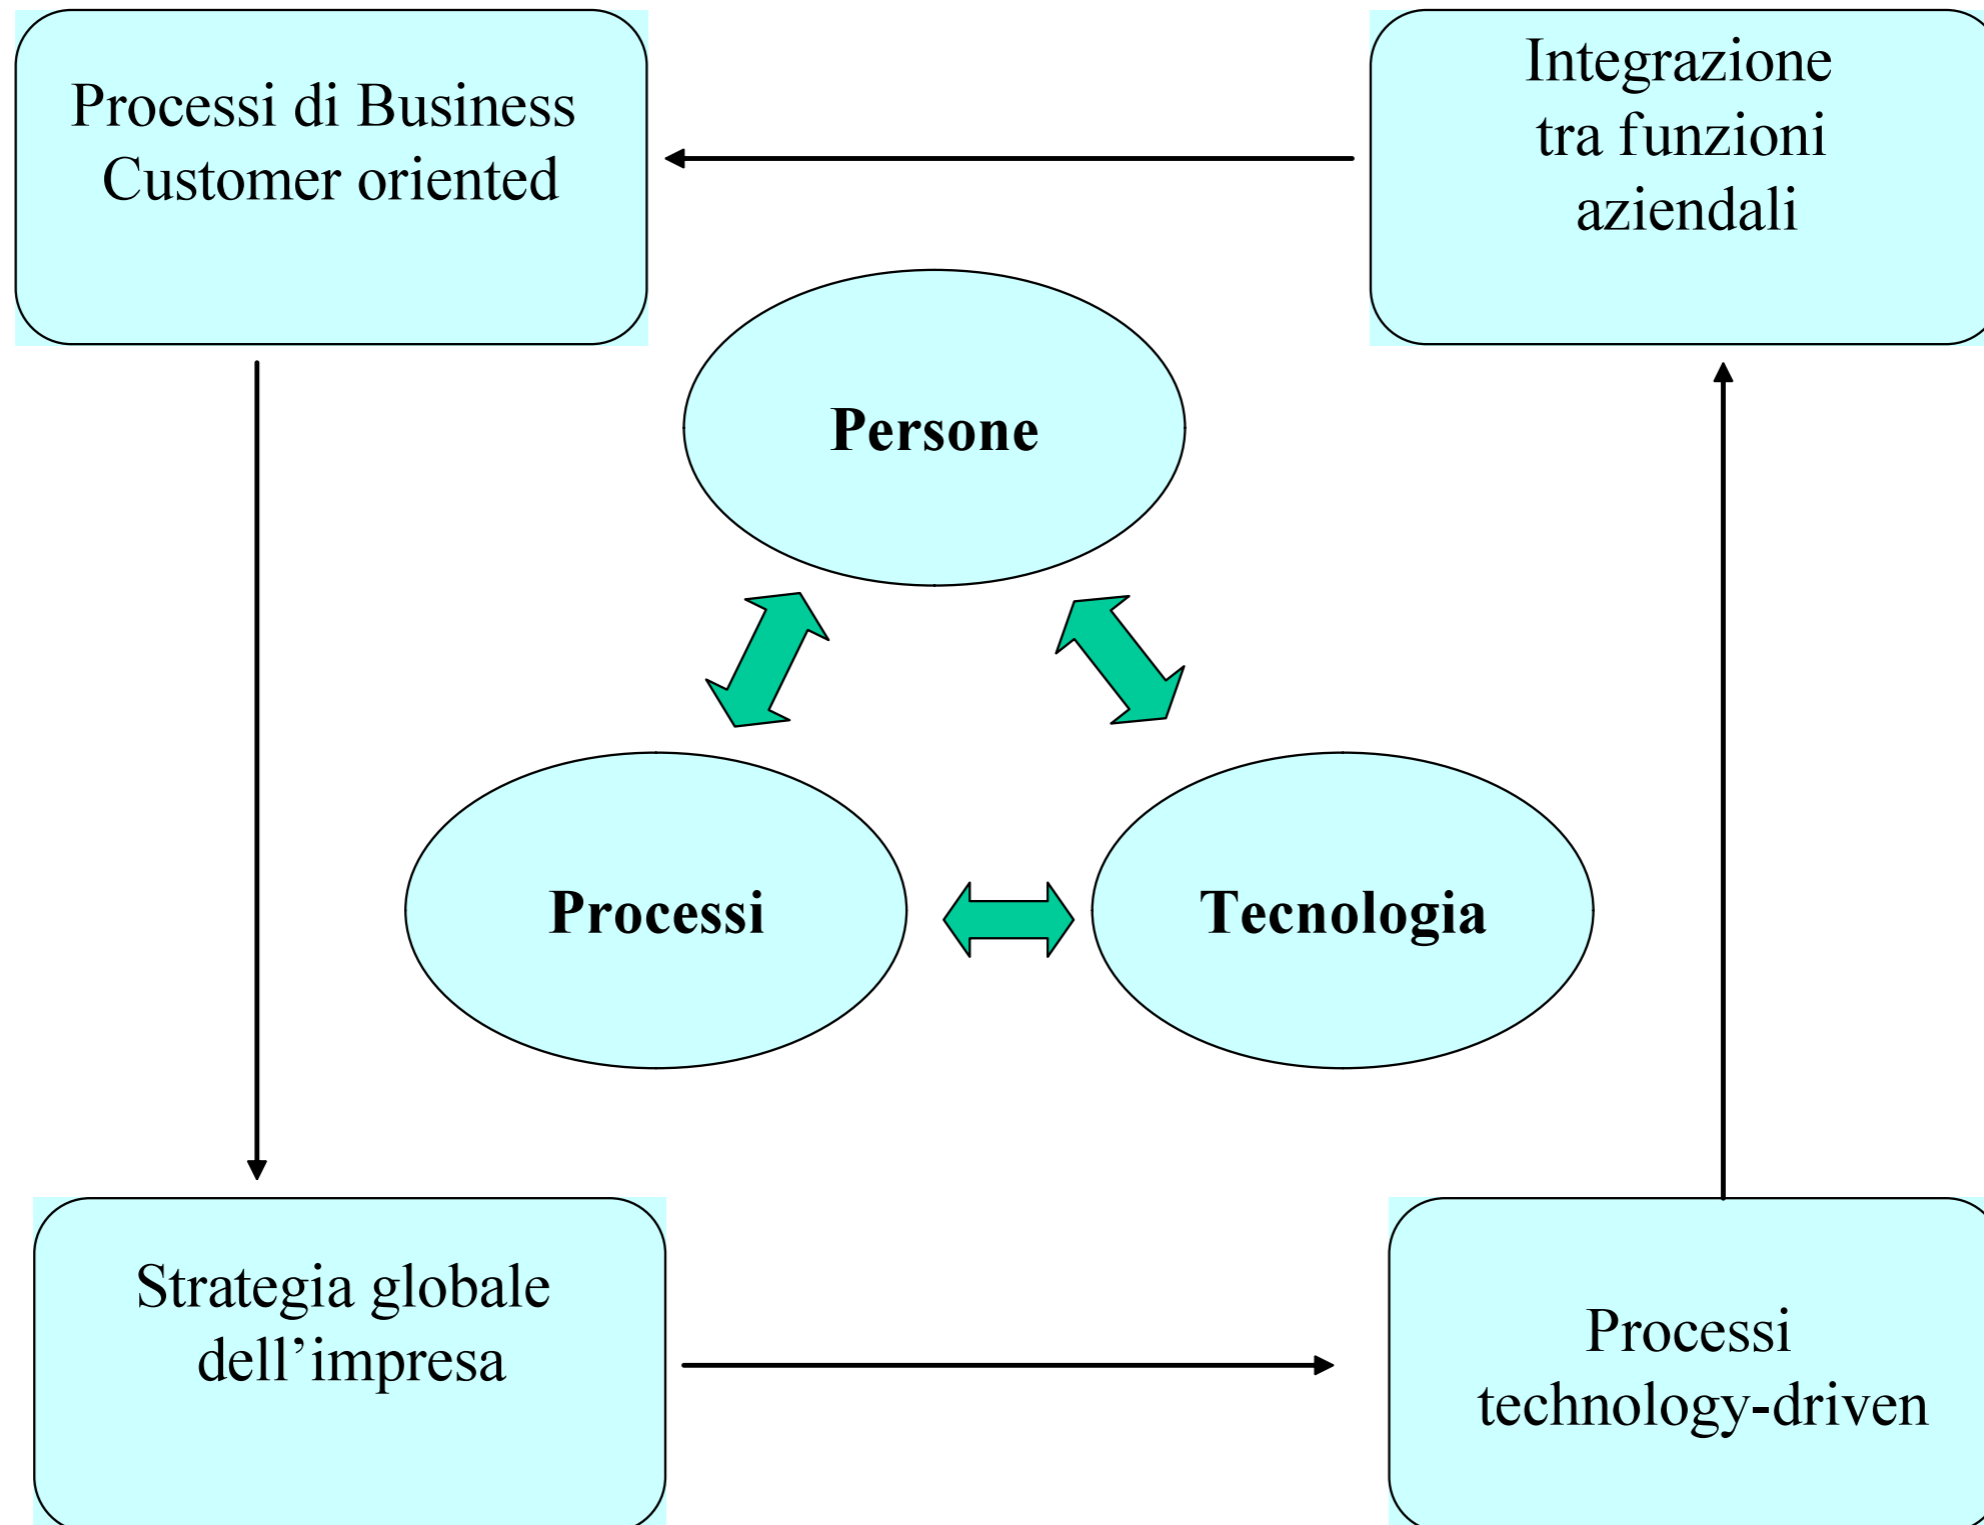 Processi di Business
Customer oriented
Integrazione
tra funzioni
aziendali
Persone
Processi
Tecnologia
Strategia globale
dell’impresa
Processi
technology-driven